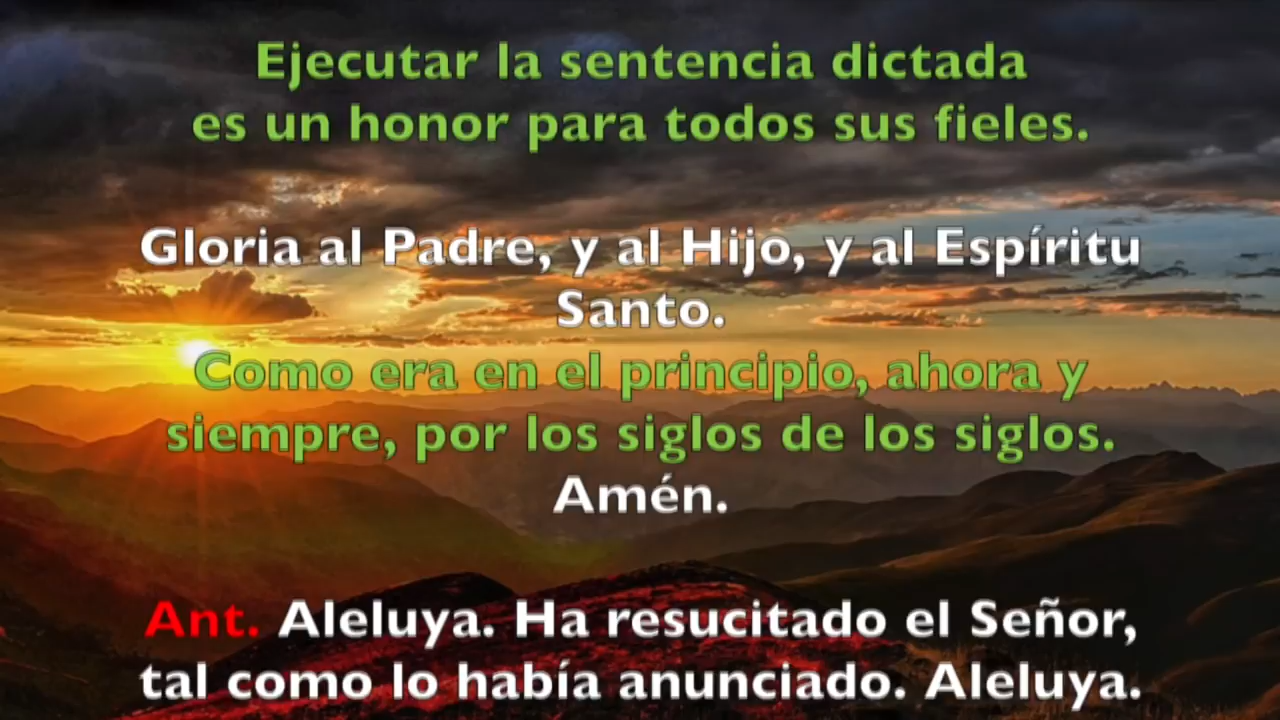 Ejecutar la sentencia dictada
es un honor para todos sus fieles.
Gloria al Padre, y al Hijo, y al Espíritu
Santo.
Como era en el principio, ahora y
siempre, por los siglos de los siglos.
Amén.
Ant. Aleluya. Ha resucitado el Señor,
tal como lo había anunciado. Aleluya.